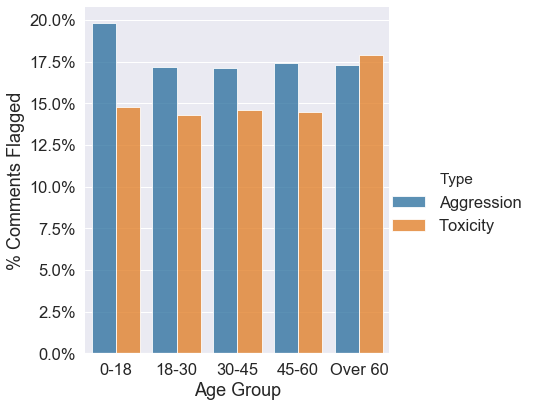 20.0%
17.5%
15.0%
12.5%
10.0%
7.5%
5.0%
2.5%
0.0%
% Comments Flagged
0-18 18-30 30-45 45-60 Over 60
Age Group
Type
Aggression
Toxicity